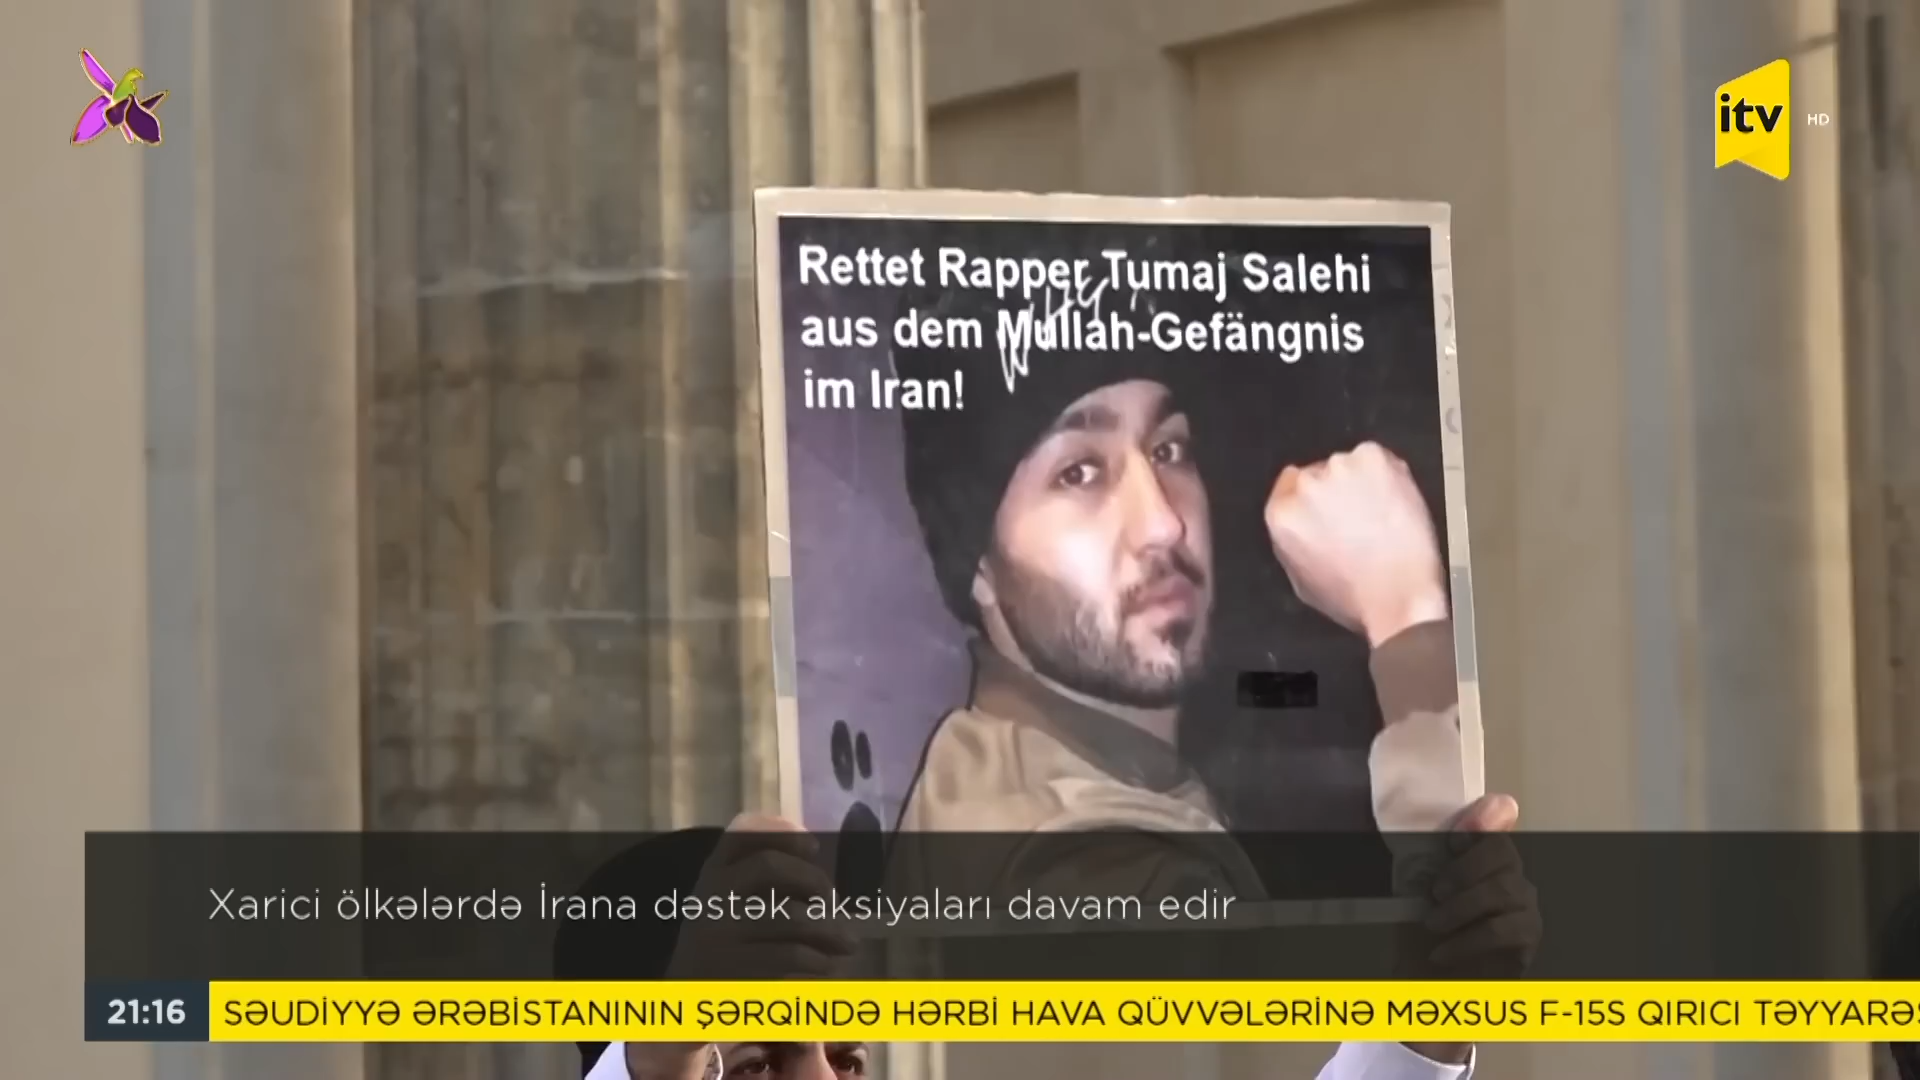 itv HD
Rettet Rapper Tumaj Salehi
aus dem Mullah-Gefängnis
im Iran!
Xarici ölkələrdə İrana dəstək aksiyaları davam edir
21:16 SƏUDİYYƏ ƏRƏBİSTANININ ŞƏRQİNDƏ HƏRBİ HAVA QÜVVƏLƏRİNƏ MƏXSUS F-15S QIRICI